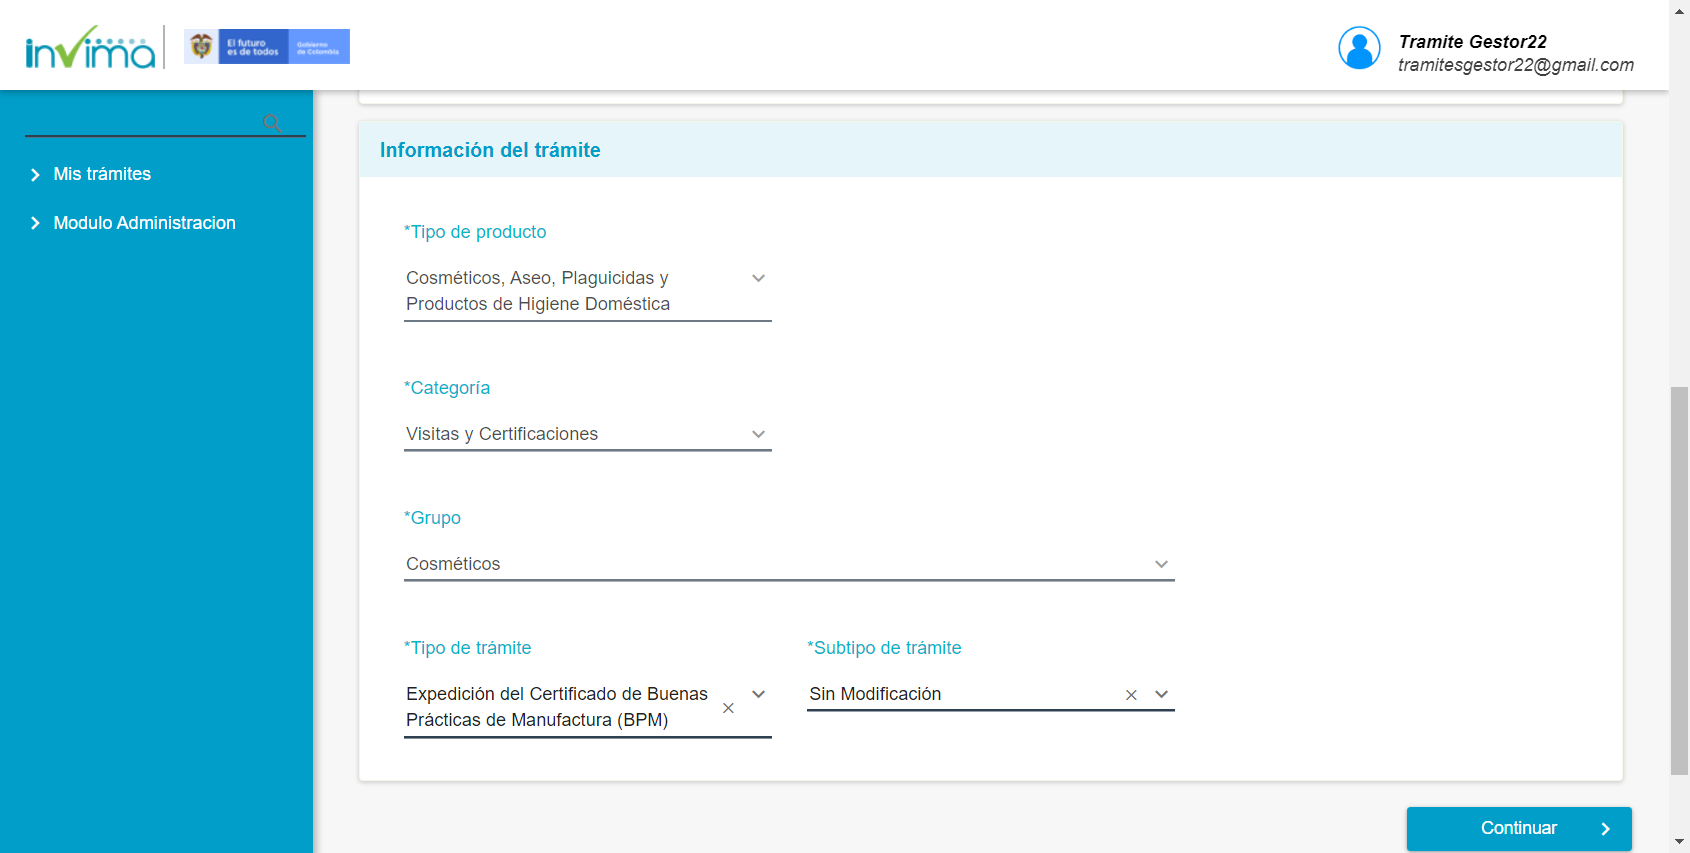 invima
El futuro
es de todos
Gobierno
de Colombia
Tramite Gestor22
tramitesgestor22@gmail.com
Mis trámites
Modulo Administracion
Información del trámite
*Tipo de producto
Cosméticos, Aseo, Plaguicidas y
Productos de Higiene Doméstica
*Categoría
Visitas y Certificaciones
*Grupo
Cosméticos
*Tipo de trámite
Expedición del Certificado de Buenas
Prácticas de Manufactura (BPM)
*Subtipo de trámite
Sin Modificación
Continuar